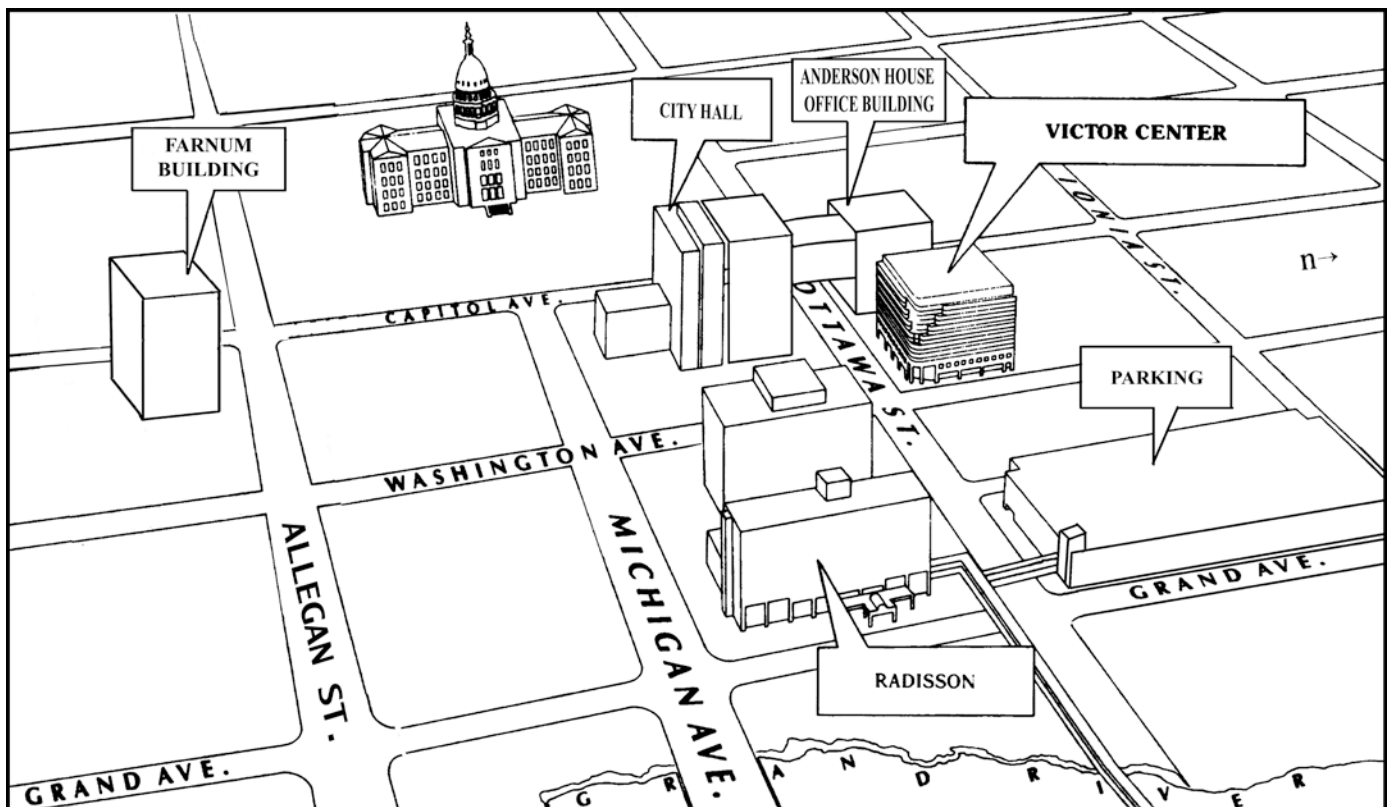 ANDERSON HOUSE
OFFICE BUILDING
CITY HALL
VICTOR CENTER
FARNUM
BUILDING
IONIA ST.
n→
CAPITOL AVE.
OTTAWA ST.
PARKING
WASHINGTON AVE.
ALLEGAN ST.
MICHIGAN AVE.
GRAND AVE.
RADISSON
GRAND AVE.
GRAND RIVER